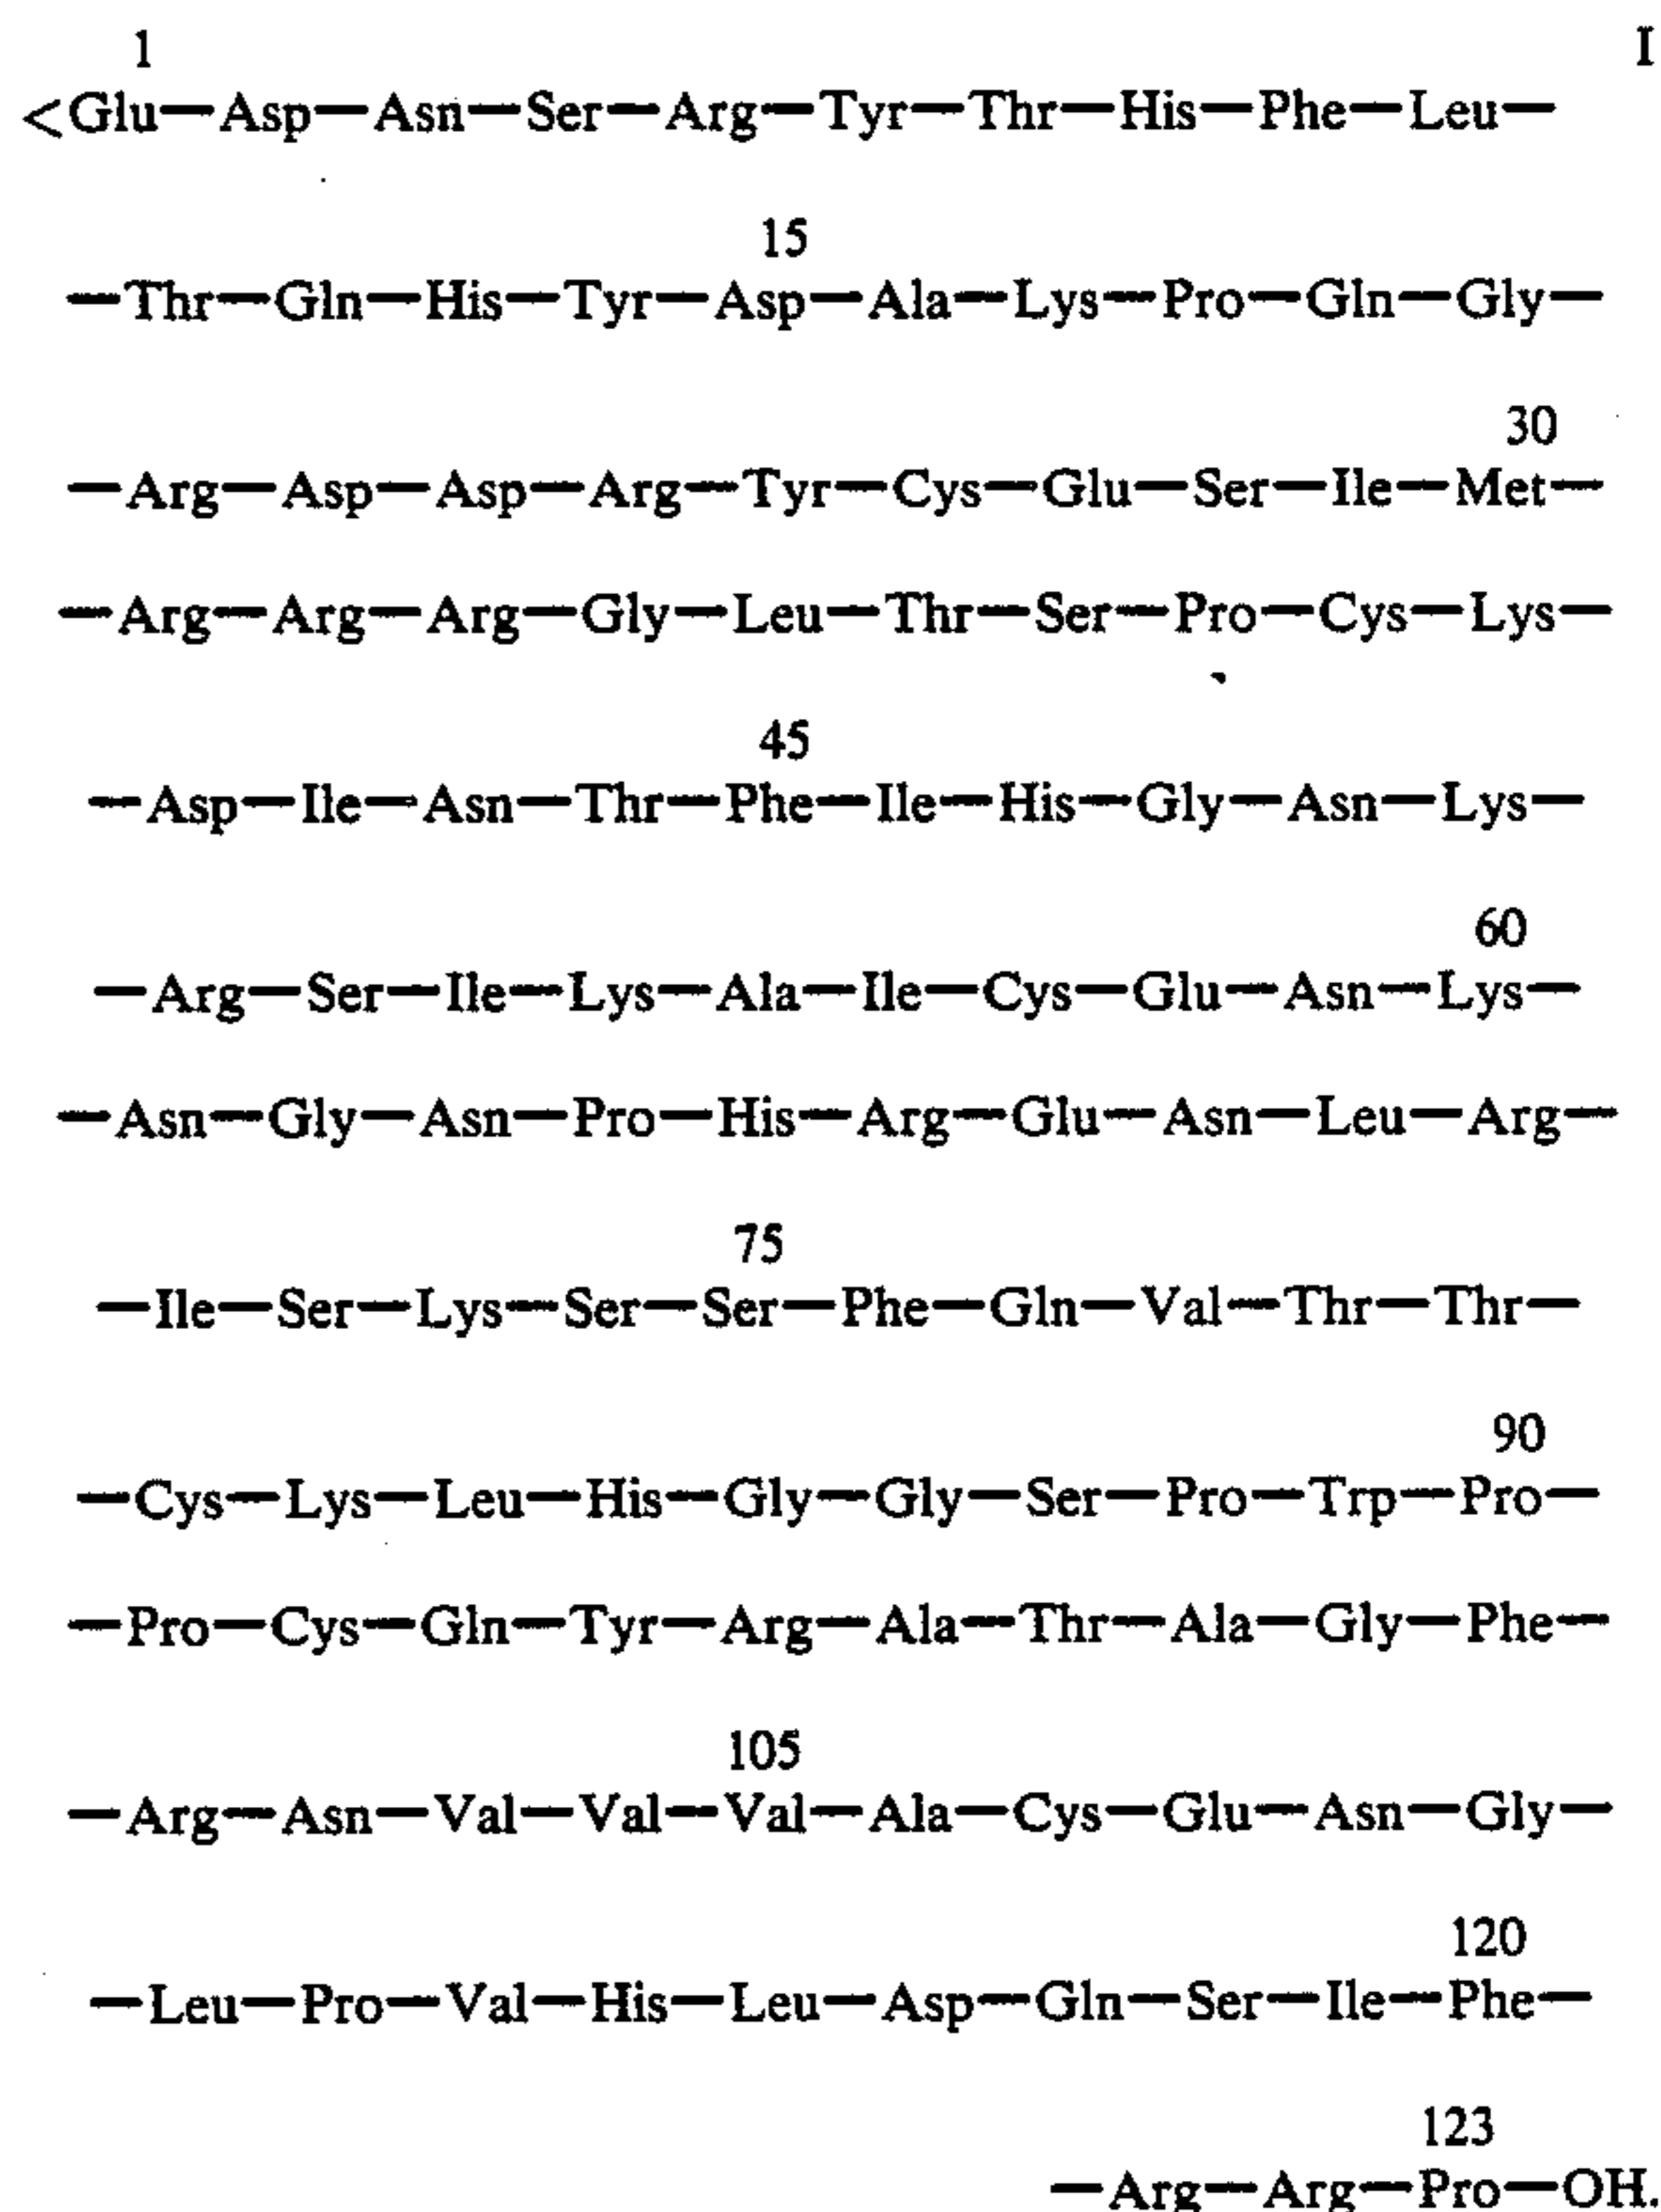 1 I
<Glu—Asp—Asn—Ser—Arg—Tyr—Thr—His—Phe—Leu—
15
—Thr—Gln—His—Tyr—Asp—Ala—Lys—Pro—Gln—Gly—
30
—Arg—Asp—Asp—Arg—Tyr—Cys—Glu—Ser—Ile—Met—
—Arg—Arg—Arg—Gly—Leu—Thr—Ser—Pro—Cys—Lys—
45
—Asp—Ile—Asn—Thr—Phe—Ile—His—Gly—Asn—Lys—
60
—Arg—Ser—Ile—Lys—Ala—Ile—Cys—Glu—Asn—Lys—
—Asn—Gly—Asn—Pro—His—Arg—Glu—Asn—Leu—Arg—
75
—Ile—Ser—Lys—Ser—Ser—Phe—Gln—Val—Thr—Thr—
90
—Cys—Lys—Leu—His—Gly—Gly—Ser—Pro—Trp—Pro—
—Pro—Cys—Gln—Tyr—Arg—Ala—Thr—Ala—Gly—Phe—
105
—Arg—Asn—Val—Val—Val—Ala—Cys—Glu—Asn—Gly—
120
—Leu—Pro—Val—His—Leu—Asp—Gln—Ser—Ile—Phe—
123
—Arg—Arg—Pro—OH.